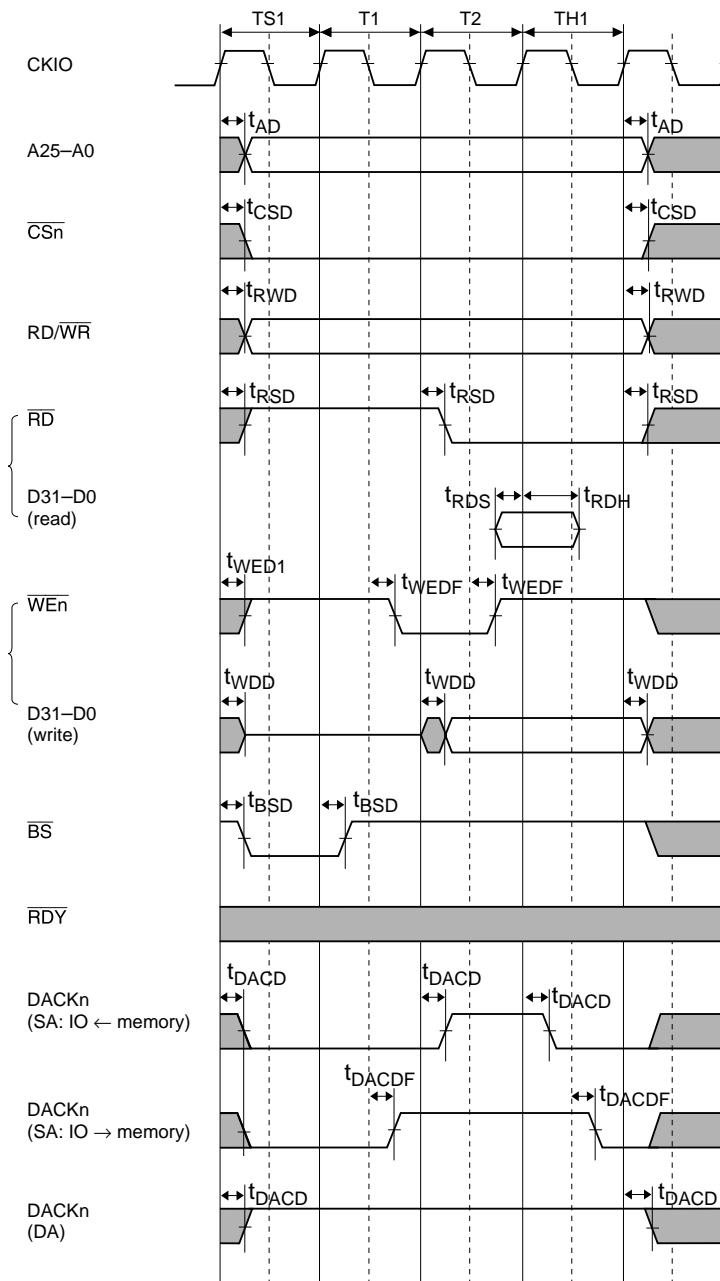 TS1 T1 T2 TH1
CKIO
tAD tAD
A25–A0
tCSD tCSD
CSn
tRWD tRWD
RD/WR
tRSD tRSD tRSD
RD
D31–D0
(read)
tRDS tRDH
tWED1 tWEDF tWEDF
WEn
tWDD tWDD tWDD
D31–D0
(write)
tBSD tBSD
BS
RDY
tDACD tDACD tDACD
DACKn
(SA: IO ← memory)
tDACDF tDACDF
DACKn
(SA: IO → memory)
tDACD tDACD
DACKn
(DA)